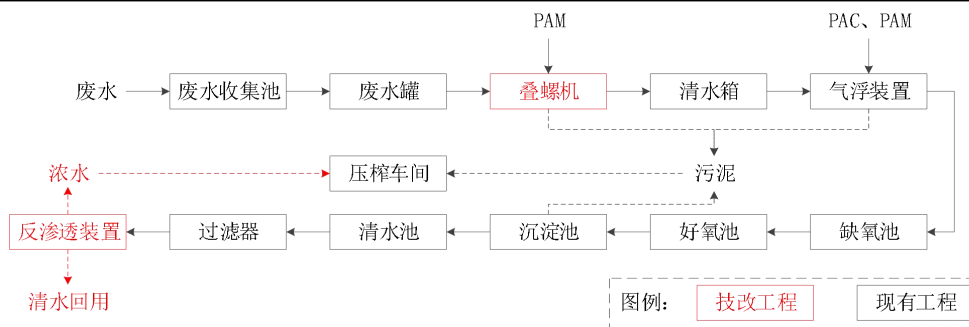 PAM
PAC、PAM
废水
废水收集池
废水罐
叠螺机
清水箱
气浮装置
浓水
压榨车间
污泥
反渗透装置
过滤器
清水池
沉淀池
好氧池
缺氧池
清水回用
图例：
技改工程
现有工程